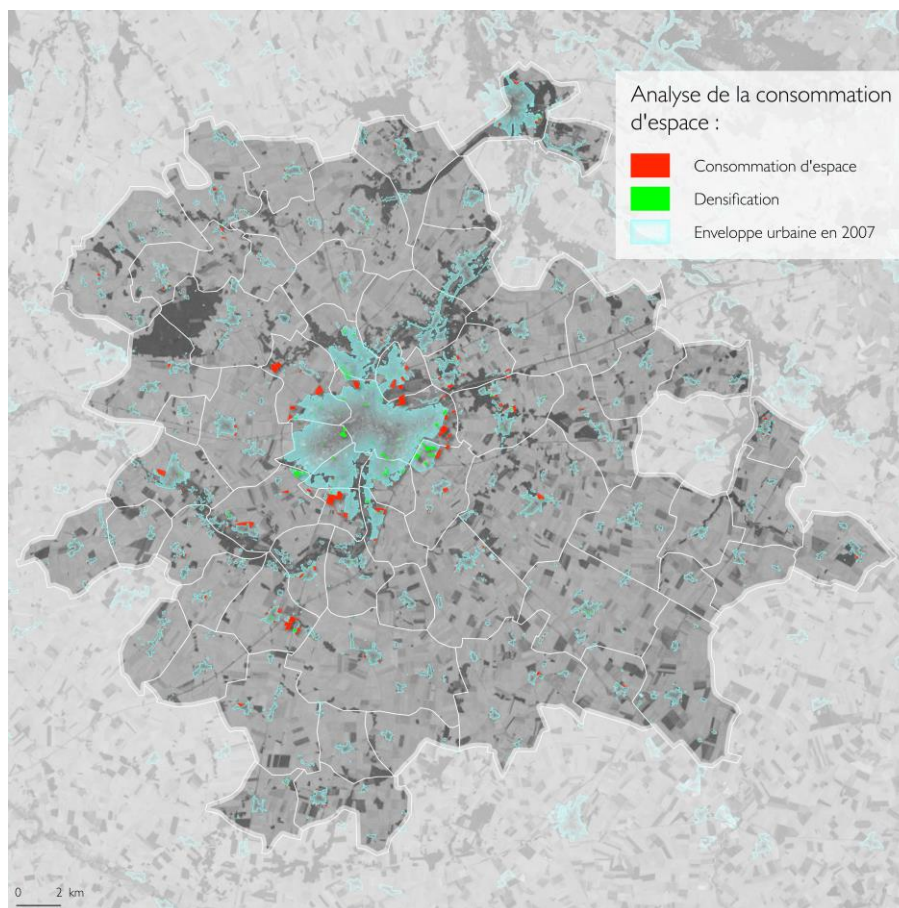 Analyse de la consommation
d'espace :
Consommation d'espace
Densification
Enveloppe urbaine en 2007
0 2 km